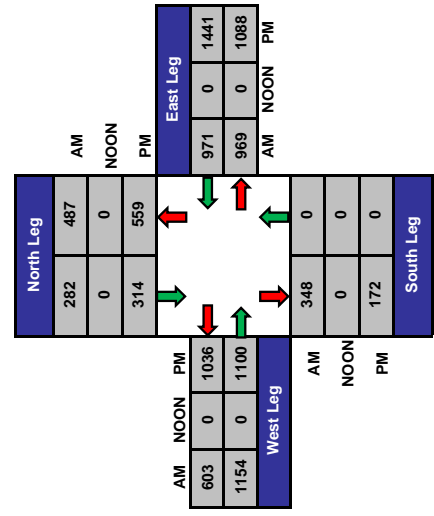 North Leg
282 487 AM
0 0 NOON
314 559 PM
East Leg
971 0 1441
969 0 1088
AM NOON PM
AM NOON PM
603 0 1036
1154 0 1100
West Leg
AM 348 0
NOON 0 0
PM 172 0
South Leg